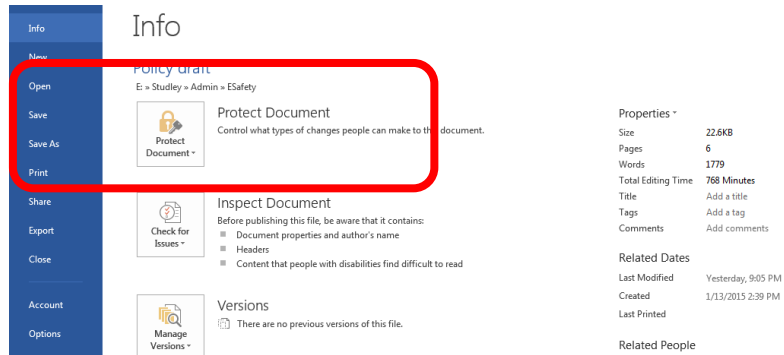 Info
New
Open
Save
Save As
Print
Share
Export
Close
Account
Options
Info
Policy draft
E: » Studley » Admin » ESafety
Protect
Document
Protect Document
Control what types of changes people can make to this document.
Check for
Issues
Inspect Document
Before publishing this file, be aware that it contains:
Document properties and author's name
Headers
Content that people with disabilities find difficult to read
Manage
Versions
Versions
There are no previous versions of this file.
Properties
Size 22.6KB
Pages 6
Words 1779
Total Editing Time 768 Minutes
Title Add a title
Tags Add a tag
Comments Add comments
Related Dates
Last Modified Yesterday, 9:05 PM
Created 1/13/2015 2:39 PM
Last Printed
Related People